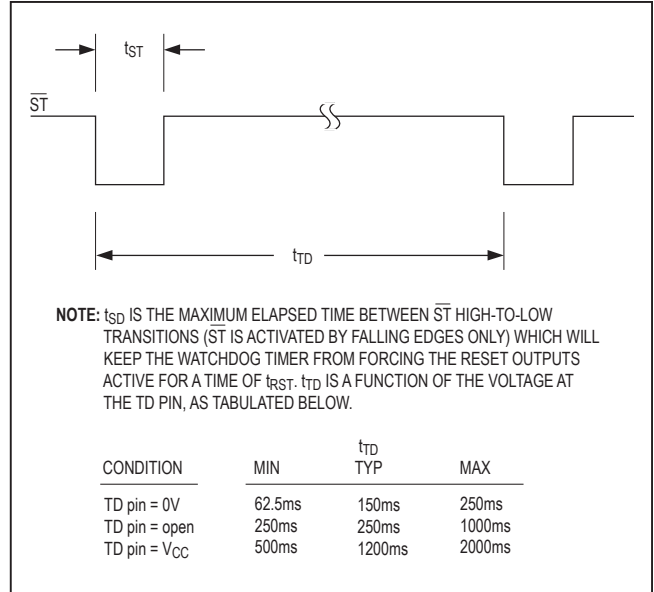 tST
S̅T̅
tTD
NOTE: tSD IS THE MAXIMUM ELAPSED TIME BETWEEN S̅T̅ HIGH-TO-LOW
TRANSITIONS (S̅T̅ IS ACTIVATED BY FALLING EDGES ONLY) WHICH WILL
KEEP THE WATCHDOG TIMER FROM FORCING THE RESET OUTPUTS
ACTIVE FOR A TIME OF tRST. tTD IS A FUNCTION OF THE VOLTAGE AT
THE TD PIN, AS TABULATED BELOW.
tTD
CONDITION MIN TYP MAX
TD pin = 0V 62.5ms 150ms 250ms
TD pin = open 250ms 250ms 1000ms
TD pin = VCC 500ms 1200ms 2000ms